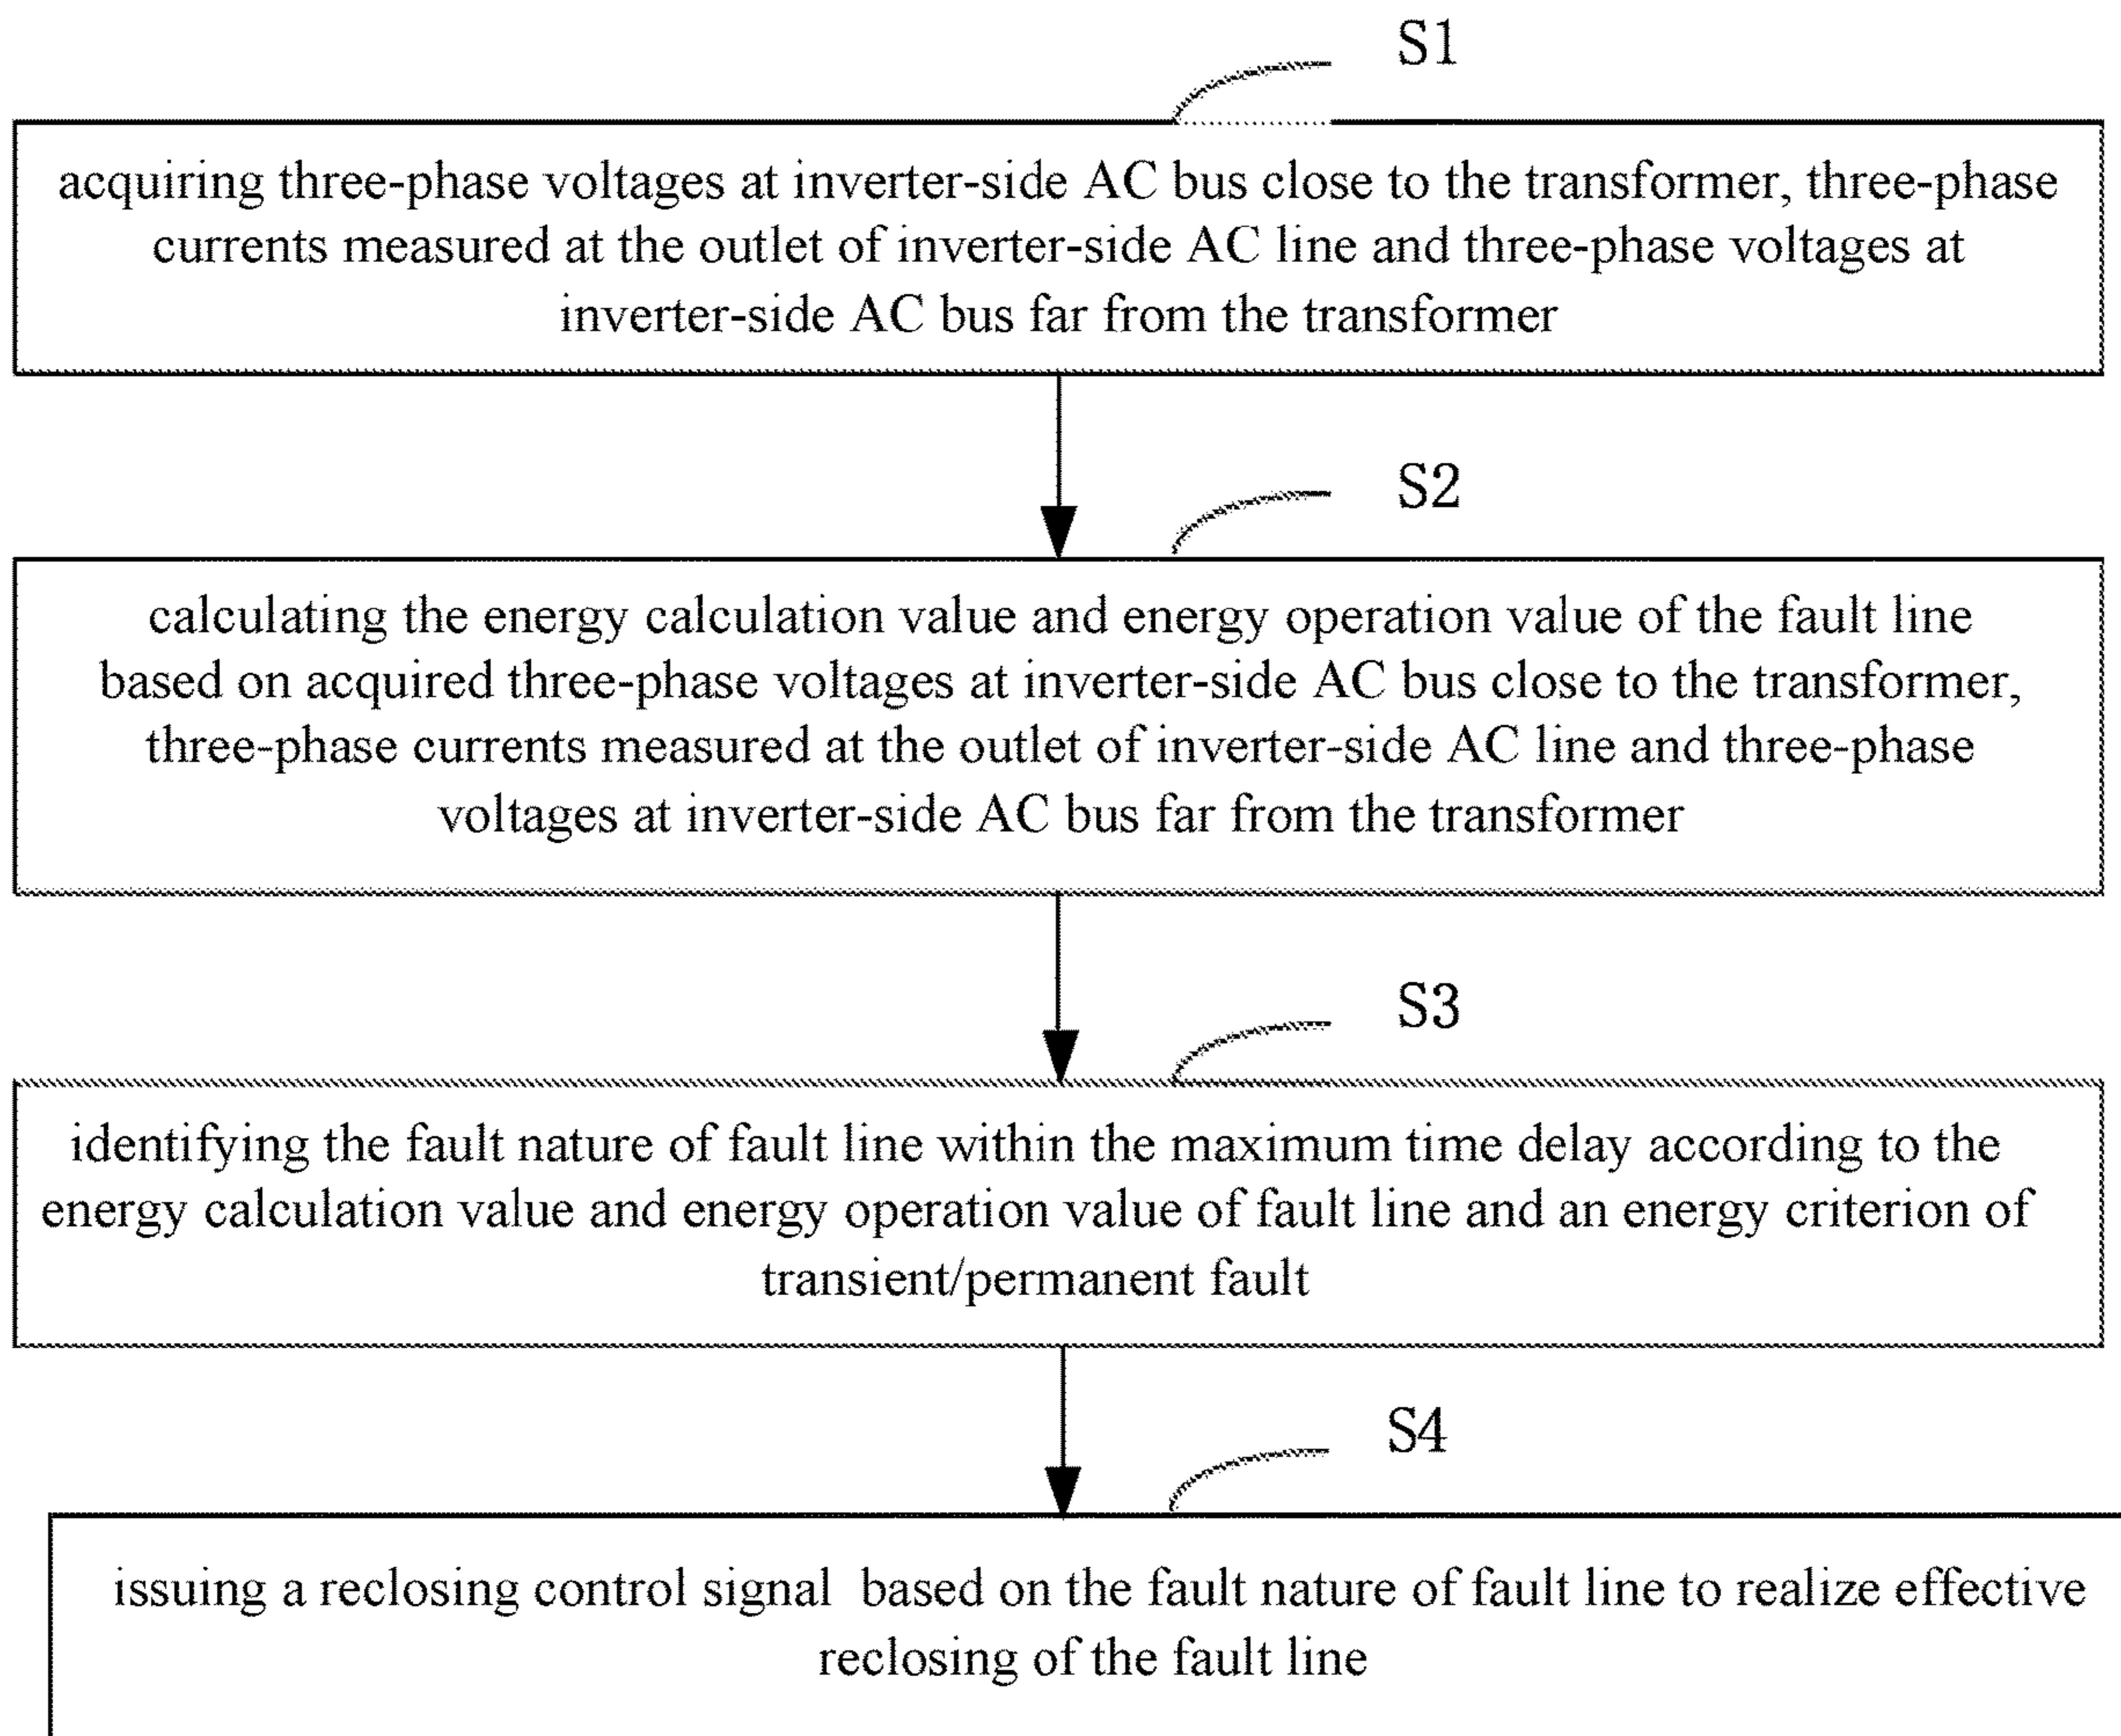 S1
acquiring three-phase voltages at inverter-side AC bus close to the transformer, three-phase
currents measured at the outlet of inverter-side AC line and three-phase voltages at
inverter-side AC bus far from the transformer
S2
calculating the energy calculation value and energy operation value of the fault line
based on acquired three-phase voltages at inverter-side AC bus close to the transformer,
three-phase currents measured at the outlet of inverter-side AC line and three-phase
voltages at inverter-side AC bus far from the transformer
S3
identifying the fault nature of fault line within the maximum time delay according to the
energy calculation value and energy operation value of fault line and an energy criterion of
transient/permanent fault
S4
issuing a reclosing control signal based on the fault nature of fault line to realize effective
reclosing of the fault line